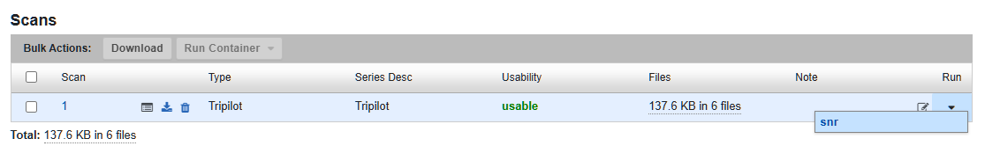 Scans
Bulk Actions: Download Run Container
Scan Type Series Desc Usability Files Note Run
1 Tripilot Tripilot usable 137.6 KB in 6 files
snr
Total: 137.6 KB in 6 files